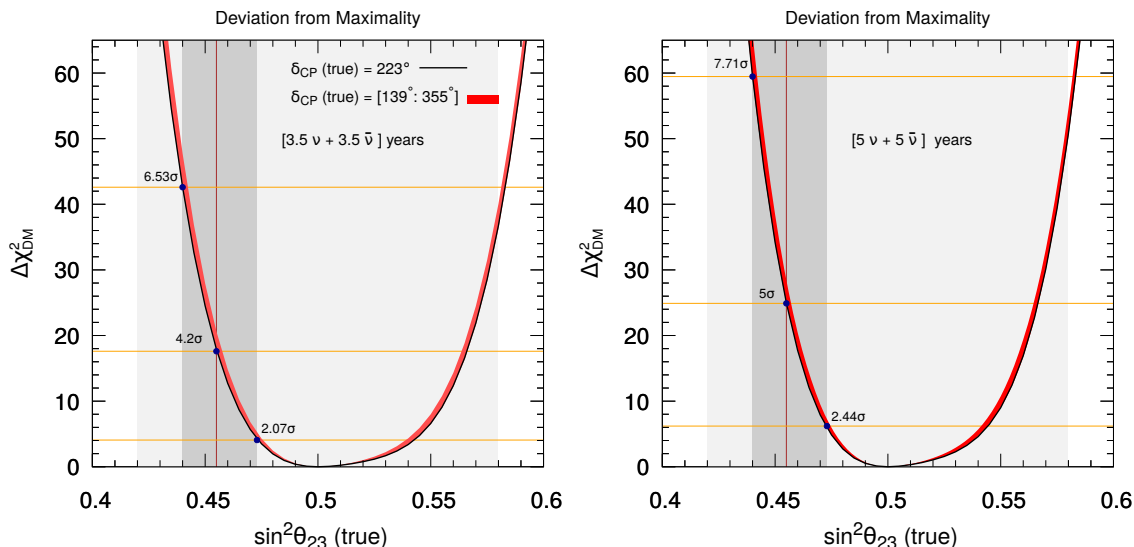 Deviation from Maximality
Δχ²DM
60
50
40
30
20
10
0
δCP (true) = 223°
δCP (true) = [139°: 355°]
[3.5 ν + 3.5 ν̄ ] years
6.53σ
4.2σ
2.07σ
0.4
0.45
0.5
0.55
0.6
sin²θ23 (true)
Deviation from Maximality
Δχ²DM
60
50
40
30
20
10
0
7.71σ
[5 ν + 5 ν̄ ] years
5σ
2.44σ
0.4
0.45
0.5
0.55
0.6
sin²θ23 (true)